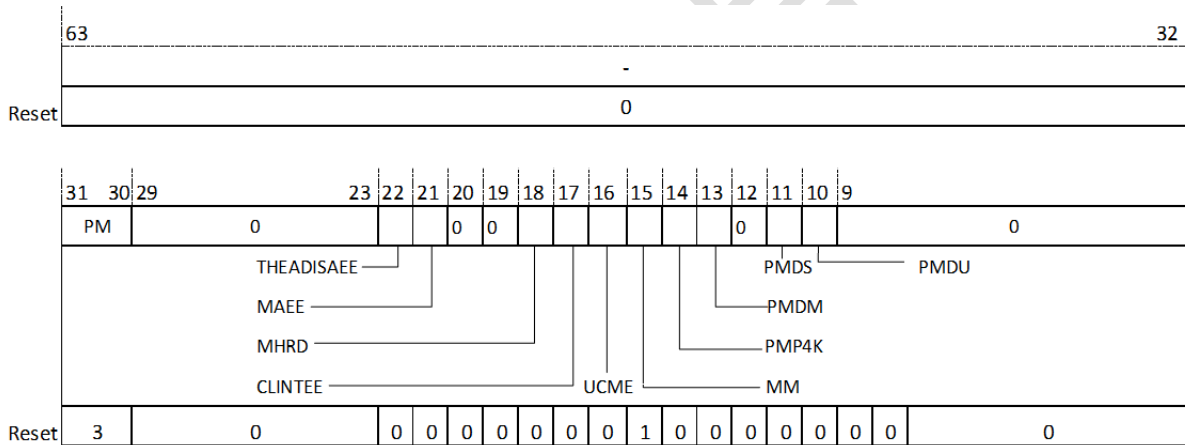 63 32
-
Reset 0
31 30 29 23 22 21 20 19 18 17 16 15 14 13 12 11 10 9
PM 0 0 0 0 0
THEADISAEE PMDS PMDU
MAEE PMDM
MHRD PMP4K
CLINTEE UCME MM
Reset 3 0 0 0 0 0 0 0 0 1 0 0 0 0 0 0 0 0